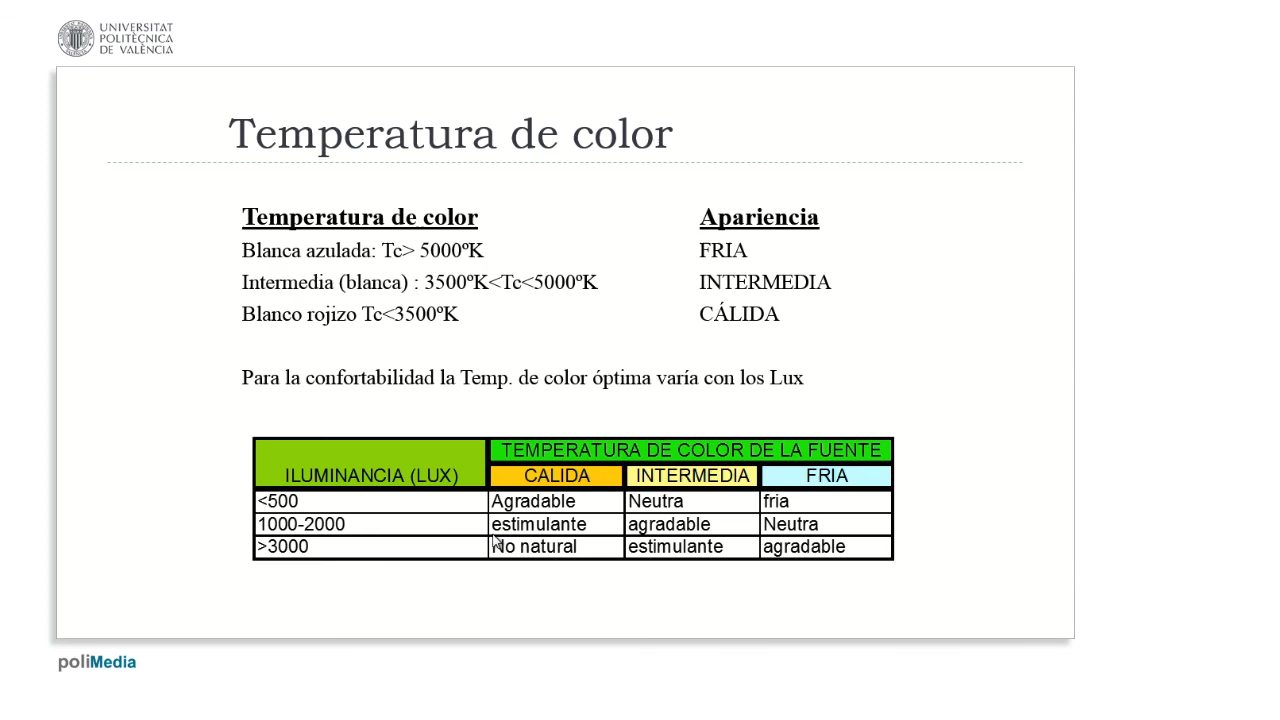 UNIVERSITAT
POLITÈCNICA
DE VALÈNCIA
Temperatura de color
Temperatura de color Apariencia
Blanca azulada: Tc> 5000ºK FRIA
Intermedia (blanca) : 3500ºK<Tc<5000ºK INTERMEDIA
Blanco rojizo Tc<3500ºK CÁLIDA
Para la confortabilidad la Temp. de color óptima varía con los Lux
TEMPERATURA DE COLOR DE LA FUENTE
ILUMINANCIA (LUX) CALIDA INTERMEDIA FRIA
<500 Agradable Neutra fria
1000-2000 estimulante agradable Neutra
>3000 No natural estimulante agradable
poliMedia